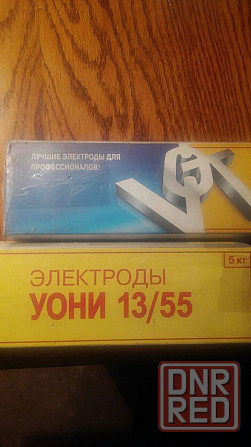 ЛУЧШИЕ ЭЛЕКТРОДЫ ДЛЯ
ПРОФЕССИОНАЛОВ!
ЭЛЕКТРОДЫ
5 кг
УОНИ 13/55
DNR
RED